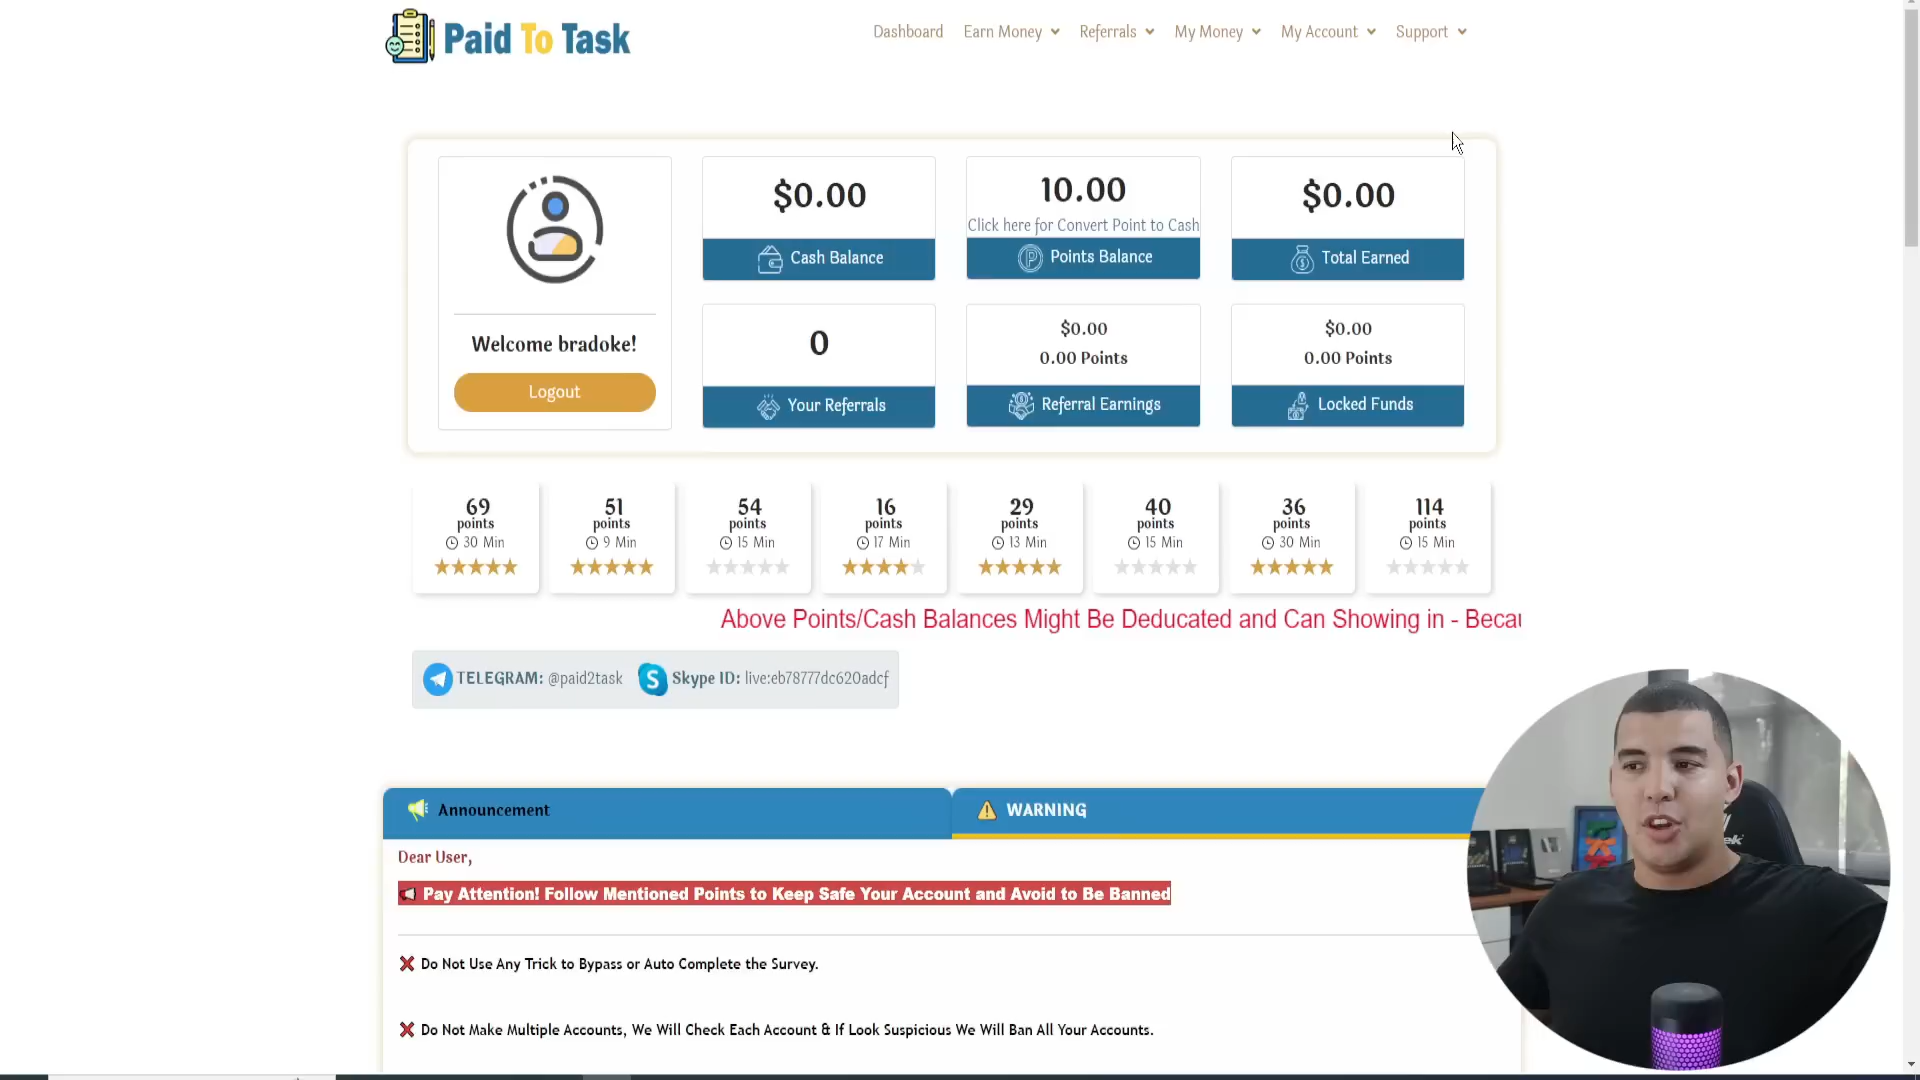 Paid To Task
Dashboard Earn Money Referrals My Money My Account Support
$0.00
Cash Balance
10.00
Click here for Convert Point to Cash
Points Balance
$0.00
Total Earned
Welcome bradoke!
Logout
0
Your Referrals
$0.00
0.00 Points
Referral Earnings
$0.00
0.00 Points
Locked Funds
69
points
30 Min
51
points
9 Min
54
points
15 Min
16
points
17 Min
29
points
13 Min
40
points
15 Min
36
points
30 Min
114
points
15 Min
Above Points/Cash Balances Might Be Deducated and Can Showing in - Becau
TELEGRAM: @paid2task Skype ID: live:eb78777dc620adcf
Announcement
WARNING
Dear User,
Pay Attention! Follow Mentioned Points to Keep Safe Your Account and Avoid to Be Banned
Do Not Use Any Trick to Bypass or Auto Complete the Survey.
Do Not Make Multiple Accounts, We Will Check Each Account & If Look Suspicious We Will Ban All Your Accounts.